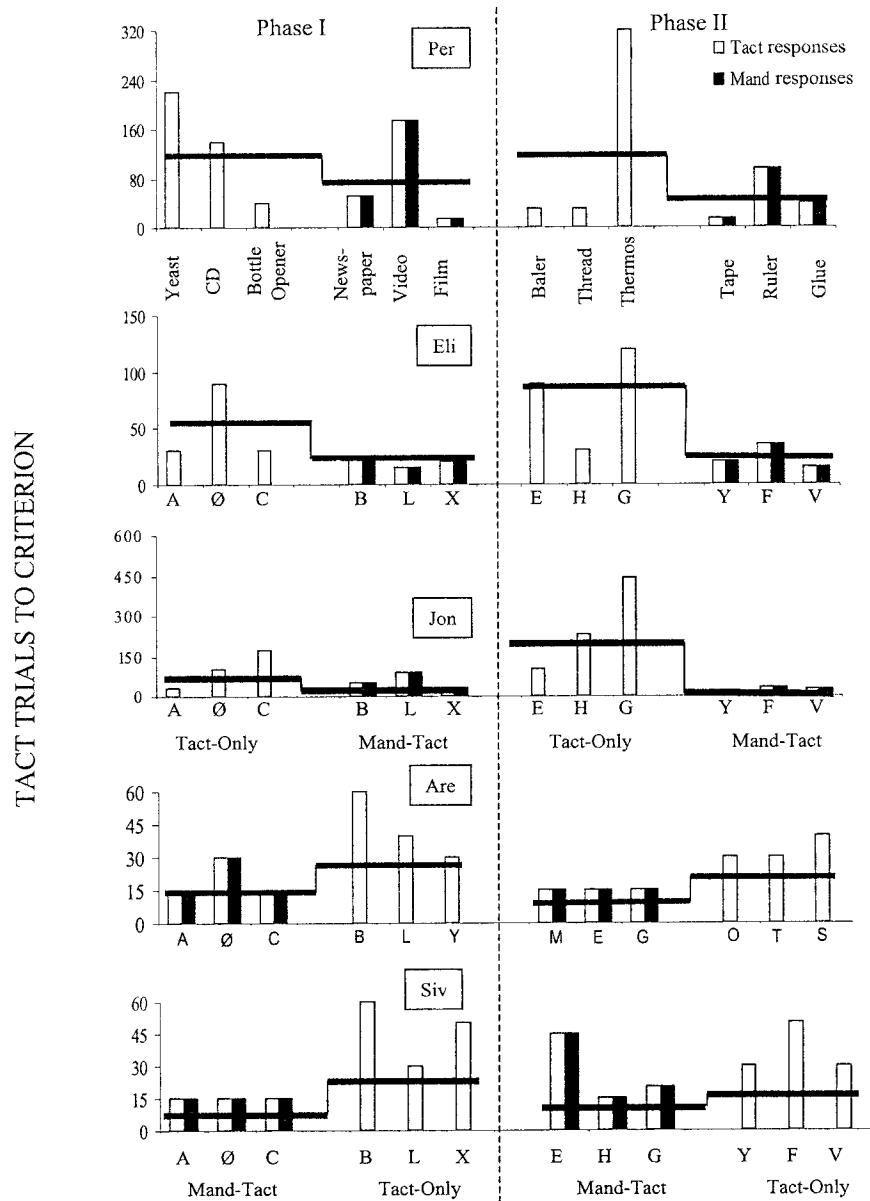 Phase I
Phase II
Per
Tact responses
Mand responses
320
240
160
80
0
Yeast
CD
Bottle
Opener
News-
paper
Video
Film
Baler
Thread
Thermos
Tape
Ruler
Glue
TACT TRIALS TO CRITERION
Eli
150
100
50
0
A Ø C B L X E H G Y F V
Jon
600
450
300
150
0
A Ø C B L X E H G Y F V
Tact-Only Mand-Tact Tact-Only Mand-Tact
Are
60
45
30
15
0
A Ø C B L Y M E G O T S
Siv
60
45
30
15
0
A Ø C B L X E H G Y F V
Mand-Tact Tact-Only Mand-Tact Tact-Only